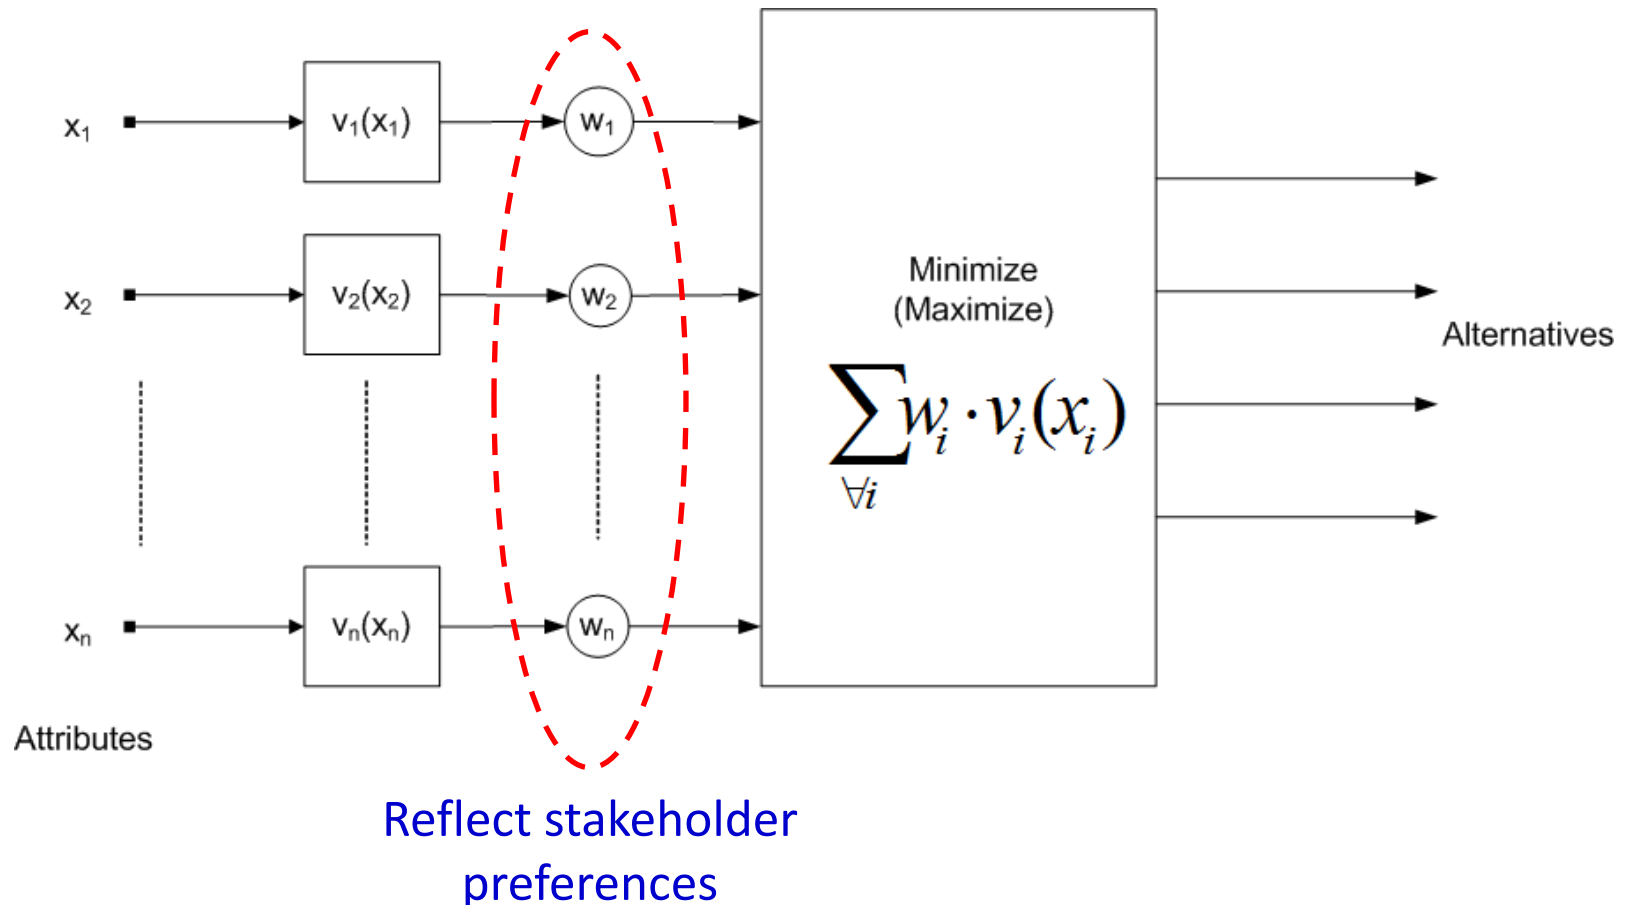 x₁
v₁(x₁)
w₁
x₂
v₂(x₂)
w₂
Minimize
(Maximize)
∑ wᵢ · vᵢ(xᵢ)
∀i
Alternatives
xₙ
vₙ(xₙ)
wₙ
Attributes
Reflect stakeholder
preferences